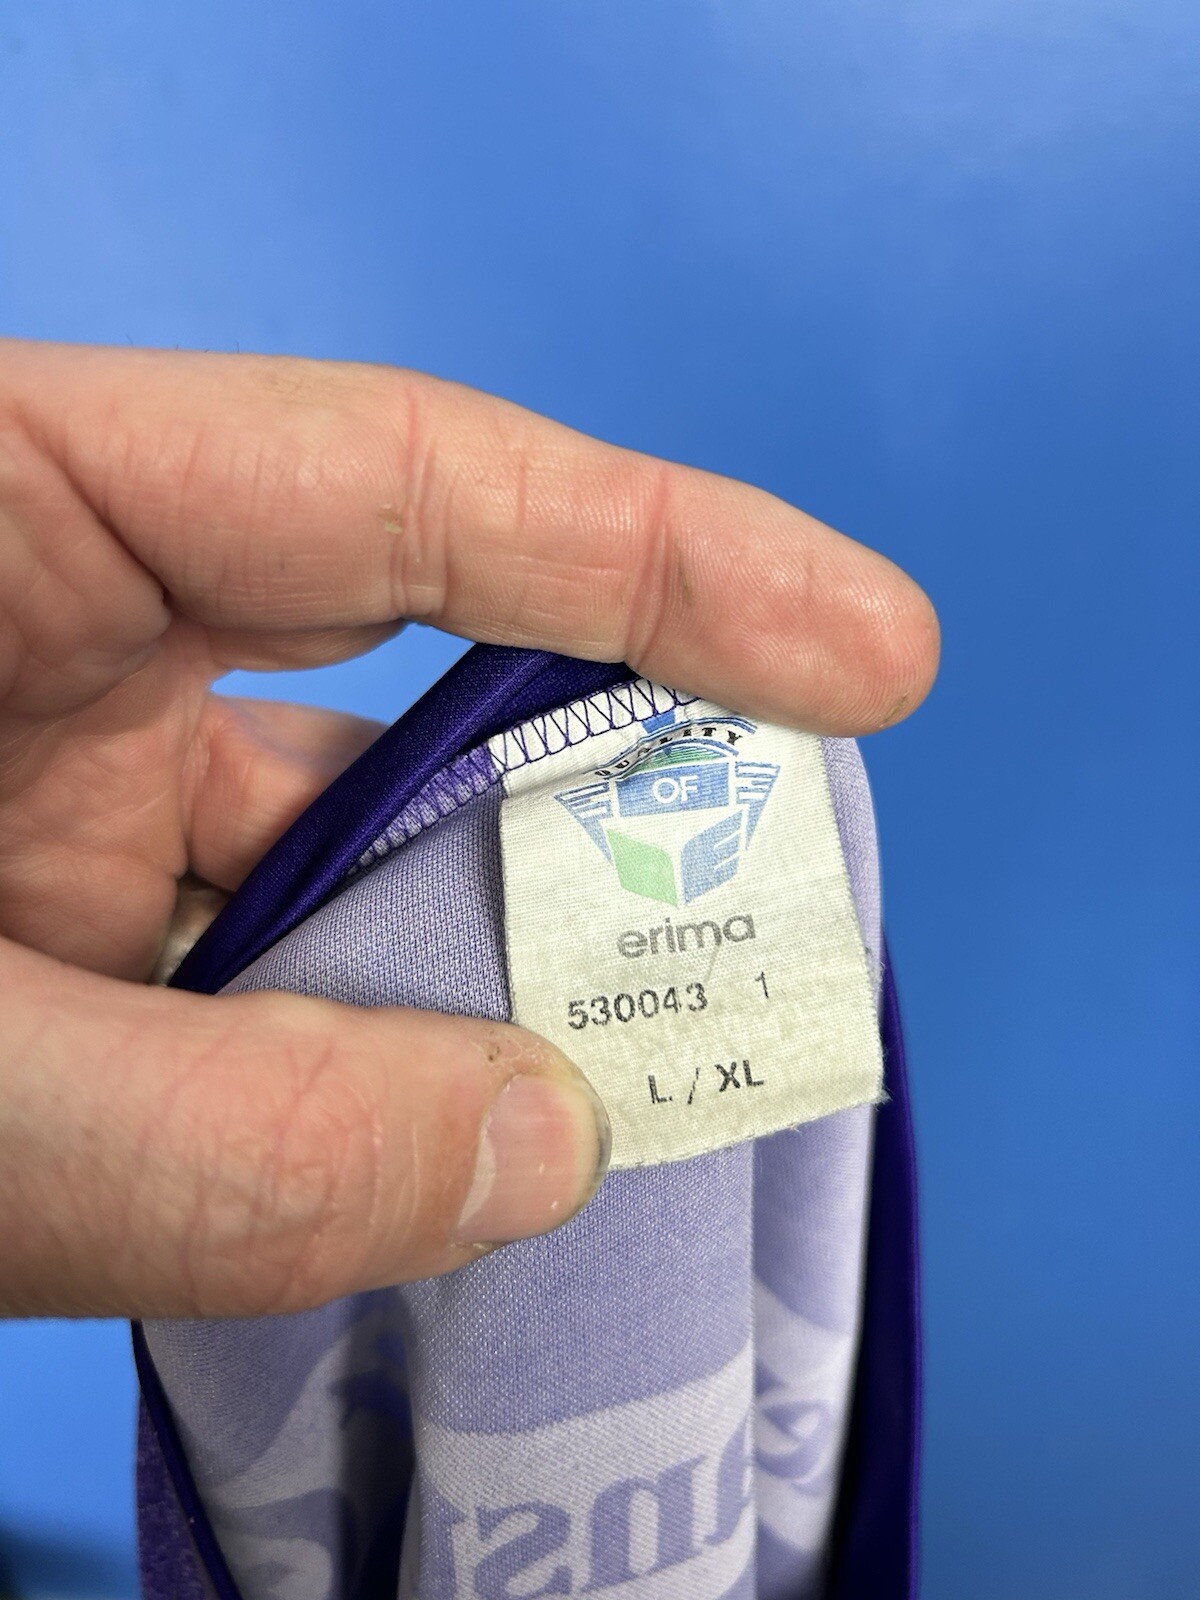 QUALITY
OF
erima
530043 1
L / XL